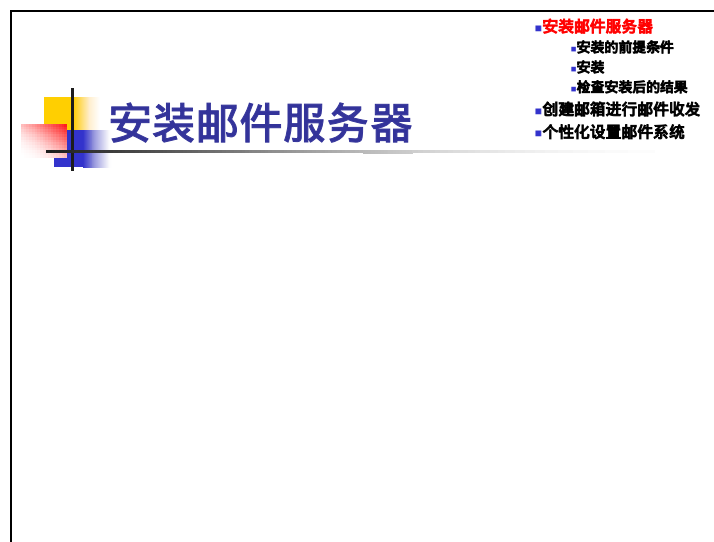 安装邮件服务器
安装的前提条件
安装
检查安装后的结果
创建邮箱进行邮件收发
个性化设置邮件系统
安装邮件服务器